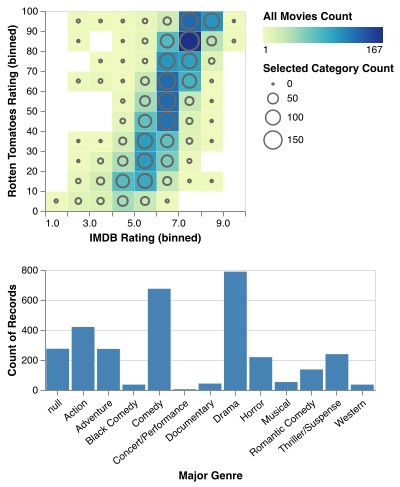 100
90
80
70
60
50
40
30
20
10
0
Rotten Tomatoes Rating (binned)
1.0 3.0 5.0 7.0 9.0
IMDB Rating (binned)
All Movies Count
1 167
Selected Category Count
0
50
100
150
800
600
400
200
0
Count of Records
null
Action
Adventure
Black Comedy
Comedy
Concert/Performance
Documentary
Drama
Horror
Musical
Romantic Comedy
Thriller/Suspense
Western
Major Genre